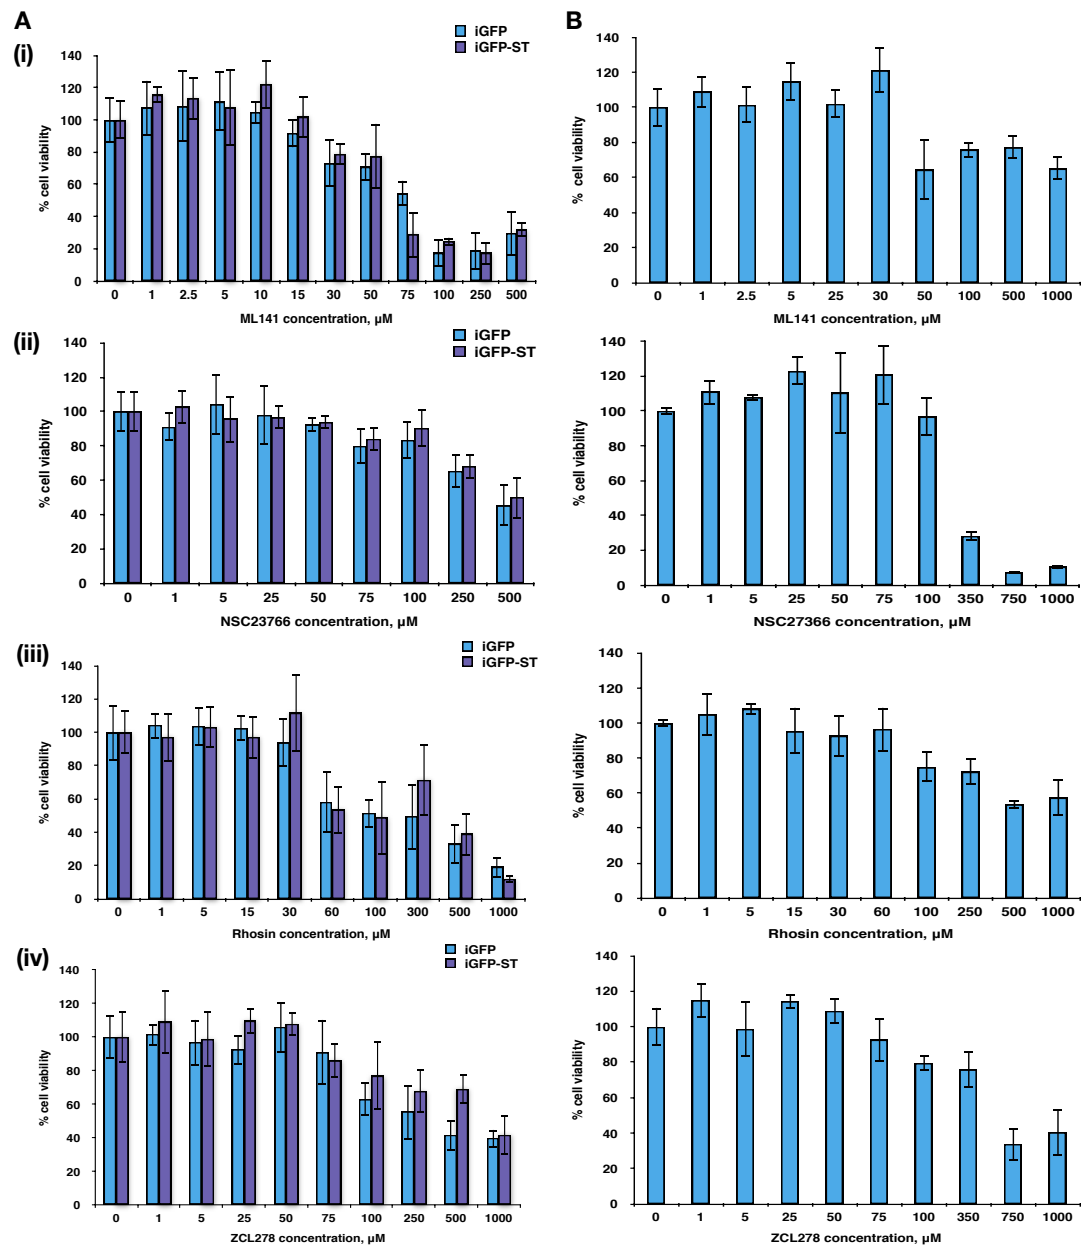 A
B
(i)
iGFP
iGFP-ST
% cell viability
140
120
100
80
60
40
20
0
0 1 2.5 5 10 15 30 50 75 100 250 500
ML141 concentration, µM
% cell viability
140
120
100
80
60
40
20
0
0 1 2.5 5 25 30 50 100 500 1000
ML141 concentration, µM
(ii)
iGFP
iGFP-ST
% cell viability
140
120
100
80
60
40
20
0
0 1 5 25 50 75 100 250 500
NSC23766 concentration, µM
% cell viability
140
120
100
80
60
40
20
0
0 1 5 25 50 75 100 350 750 1000
NSC27366 concentration, µM
(iii)
iGFP
iGFP-ST
% cell viability
140
120
100
80
60
40
20
0
0 1 5 15 30 60 100 300 500 1000
Rhosin concentration, µM
% cell viability
140
120
100
80
60
40
20
0
0 1 5 15 30 60 100 250 500 1000
Rhosin concentration, µM
(iv)
iGFP
iGFP-ST
% cell viability
140
120
100
80
60
40
20
0
0 1 5 25 50 75 100 250 500 1000
ZCL278 concentration, µM
% cell viability
140
120
100
80
60
40
20
0
0 1 5 25 50 75 100 350 750 1000
ZCL278 concentration, µM